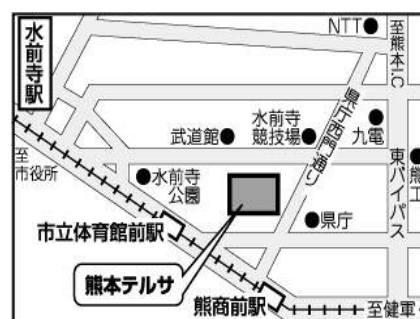 水前寺駅
NTT
至熊本I.C
県庁西門通り
九電
水前寺
競技場
武道館
東バイパス
熊工
至
市役所
水前寺
公園
県庁
市立体育館前駅
熊本テルサ
熊商前駅
至健軍